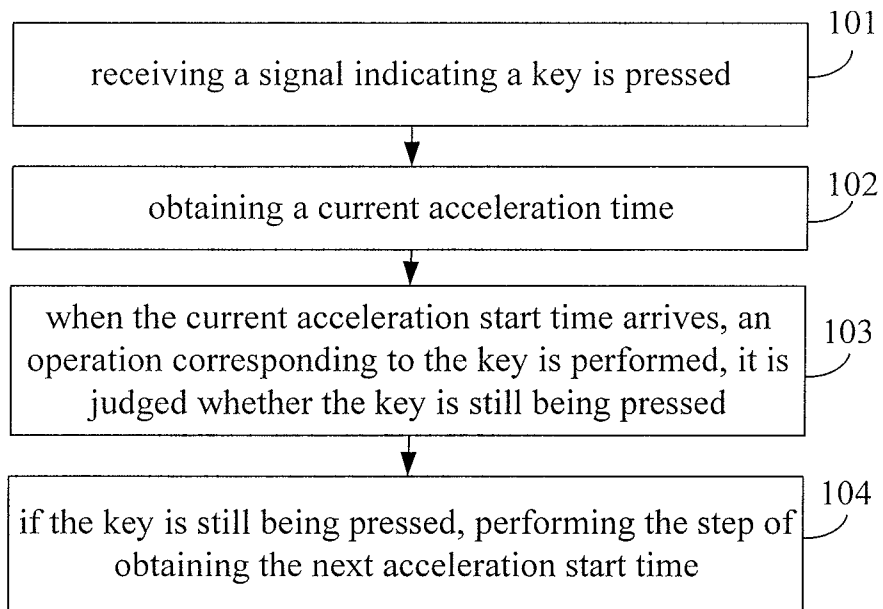 101
receiving a signal indicating a key is pressed
102
obtaining a current acceleration time
when the current acceleration start time arrives, an
operation corresponding to the key is performed, it is
judged whether the key is still being pressed
103
104
if the key is still being pressed, performing the step of
obtaining the next acceleration start time